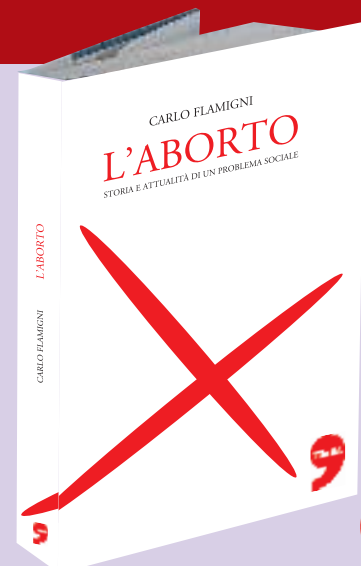 CARLO FLAMIGNI
L'ABORTO
STORIA E ATTUALITÀ DI UN PROBLEMA SOCIALE
L'ABORTO
CARLO FLAMIGNI